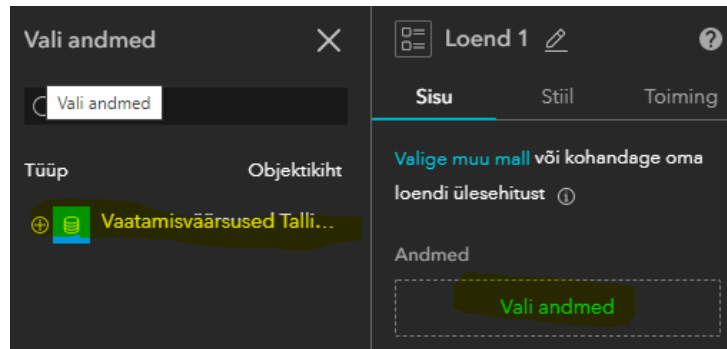 Vali andmed
Vali andmed
Tüüp
Objektikiht
Vaatamisväärsused Talli...
Loend 1
?
Sisu
Stiil
Toiming
Valige muu mall või kohandage oma
loendi ülesehitust
Andmed
Vali andmed